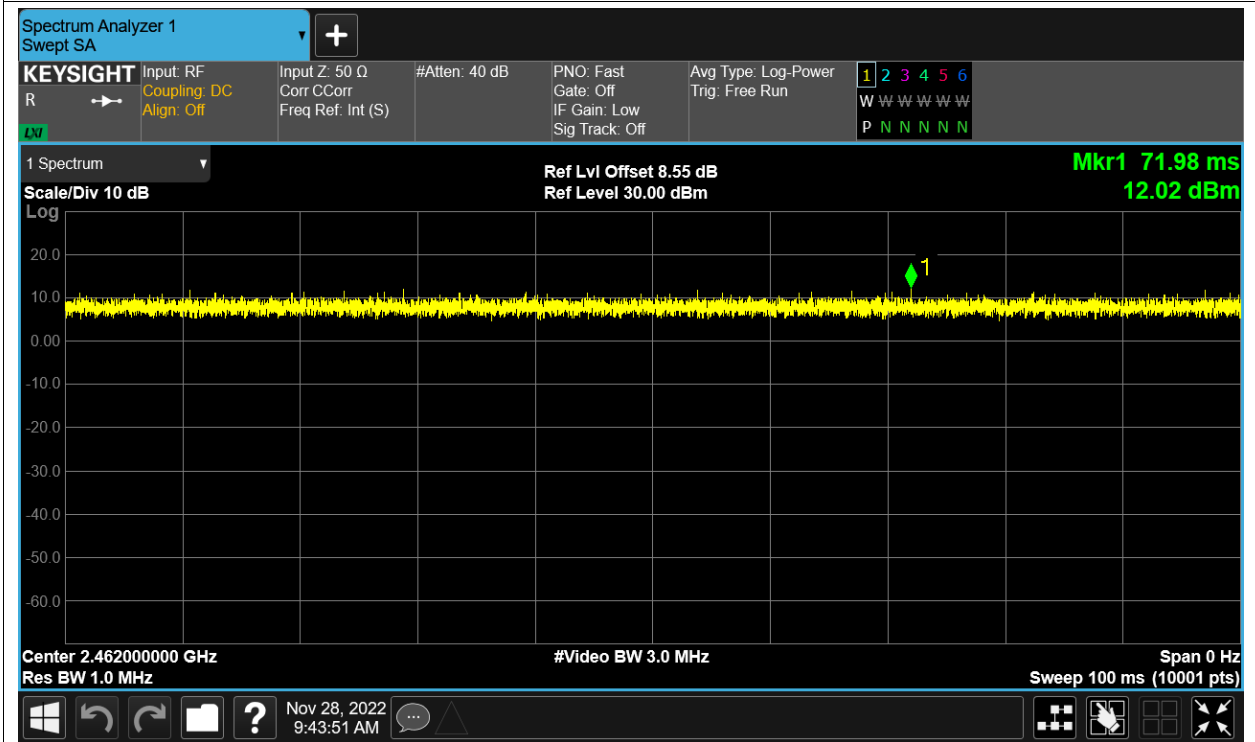 Spectrum Analyzer 1
Swept SA
KEYSIGHT
R
LXI
Input: RF
Coupling: DC
Align: Off
Input Z: 50 Ω
Corr CCorr
Freq Ref: Int (S)
#Atten: 40 dB
PNO: Fast
Gate: Off
IF Gain: Low
Sig Track: Off
Avg Type: Log-Power
Trig: Free Run
1 2 3 4 5 6
W W W W W W
P N N N N N
1 Spectrum
Scale/Div 10 dB
Ref Lvl Offset 8.55 dB
Ref Level 30.00 dBm
Mkr1 71.98 ms
12.02 dBm
Log
20.0
10.0
0.00
-10.0
-20.0
-30.0
-40.0
-50.0
-60.0
1
Center 2.462000000 GHz
#Video BW 3.0 MHz
Span 0 Hz
Res BW 1.0 MHz
Sweep 100 ms (10001 pts)
?
Nov 28, 2022
9:43:51 AM